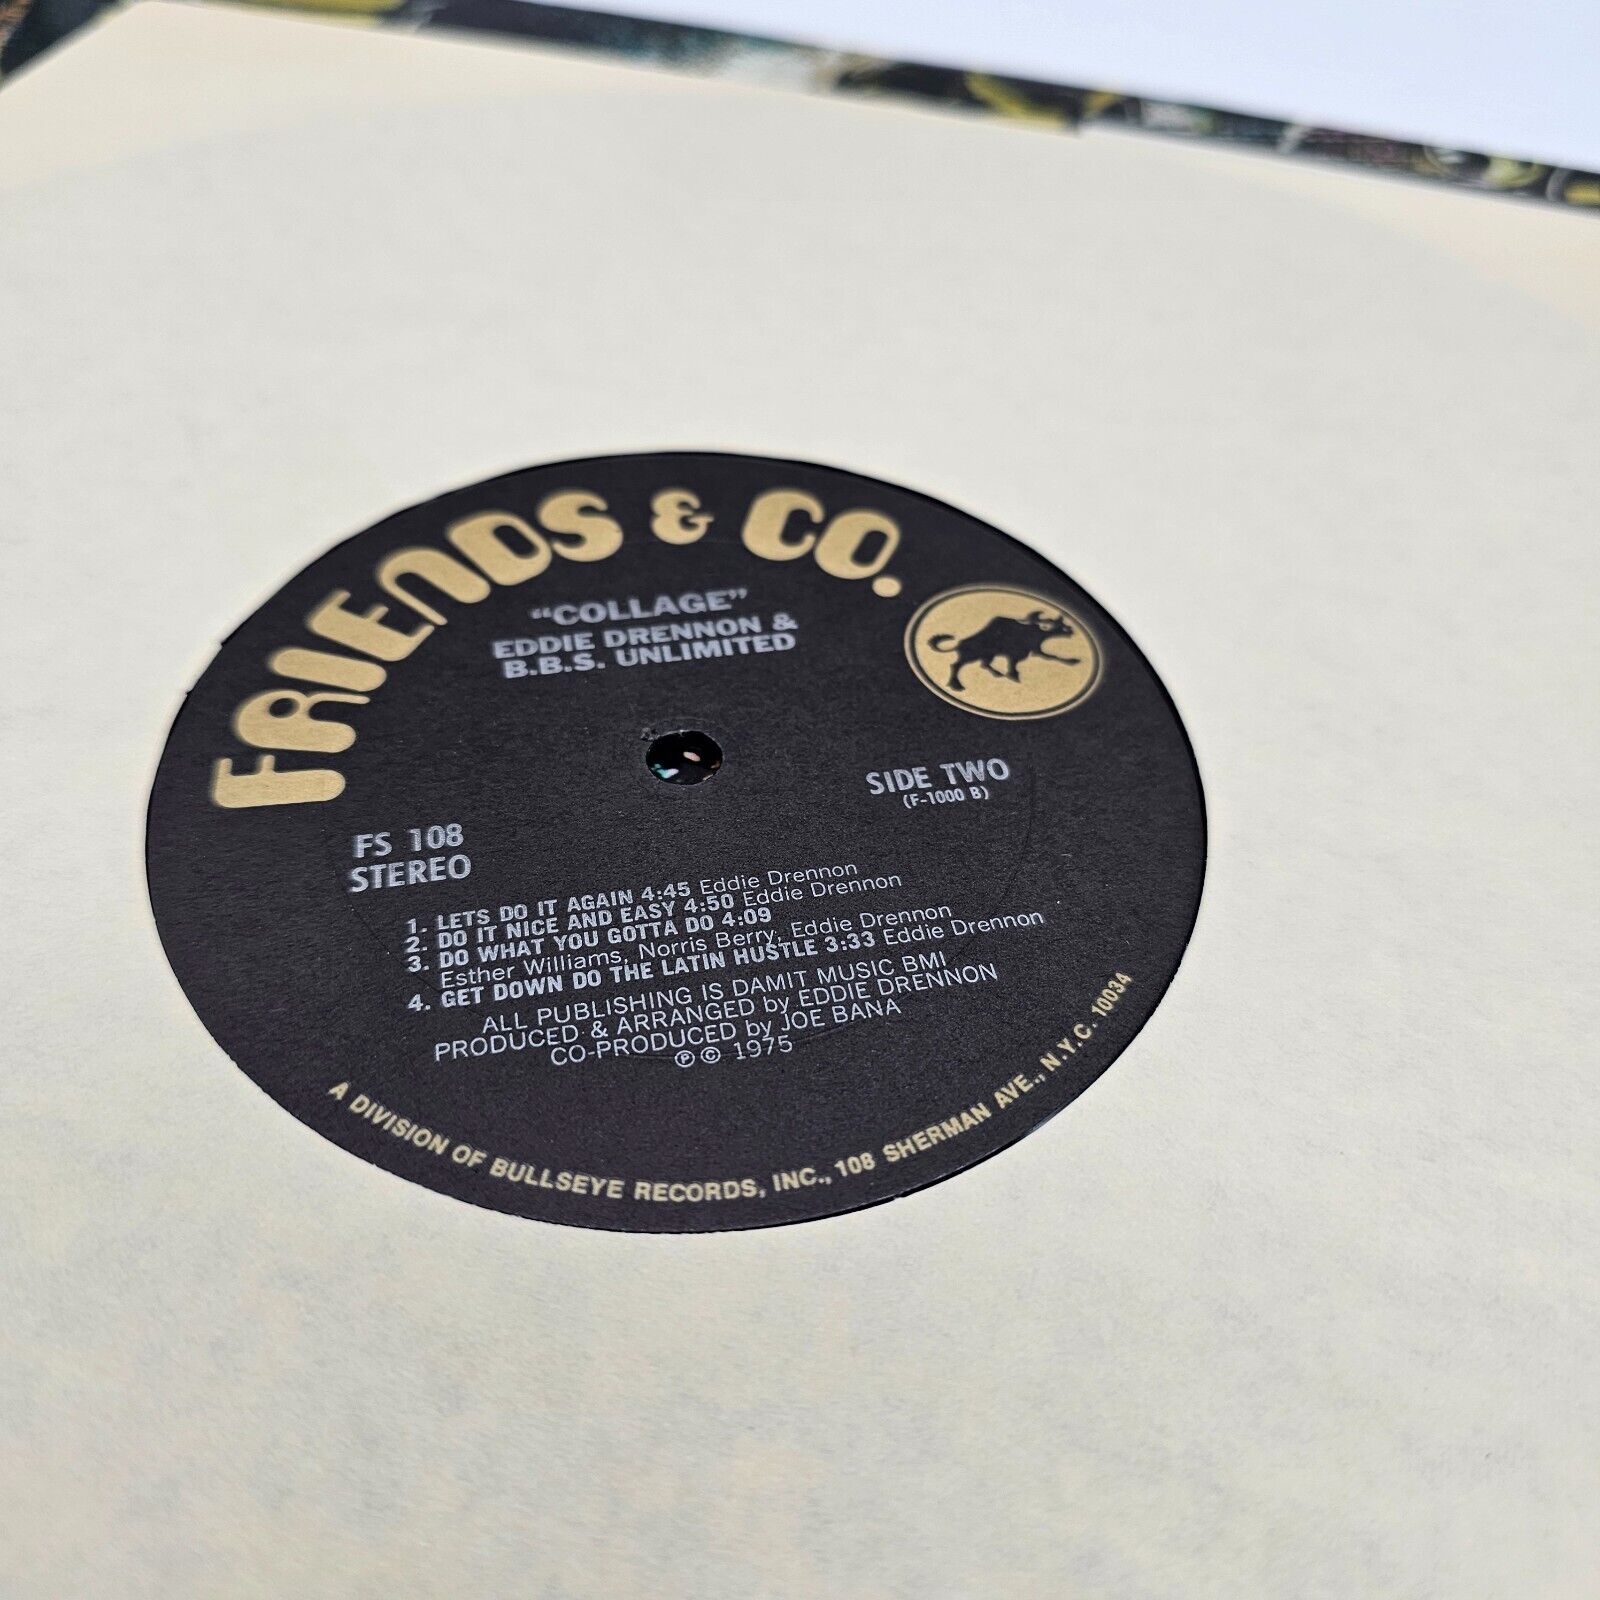 FRIENDS & CO.
"COLLAGE"
EDDIE DRENNON &
B.B.S. UNLIMITED
SIDE TWO
(F-1000 B)
FS 108
STEREO
1. LETS DO IT AGAIN 4:45 Eddie Drennon
2. DO IT NICE AND EASY 4:50 Eddie Drennon
3. DO WHAT YOU GOTTA DO 4:09
Esther Williams, Norris Berry, Eddie Drennon
4. GET DOWN DO THE LATIN HUSTLE 3:33 Eddie Drennon
ALL PUBLISHING IS DAMIT MUSIC BMI
PRODUCED & ARRANGED by EDDIE DRENNON
CO-PRODUCED by JOE BANA
℗ © 1975
A DIVISION OF BULLSEYE RECORDS, INC., 108 SHERMAN AVE., N.Y.C. 10034